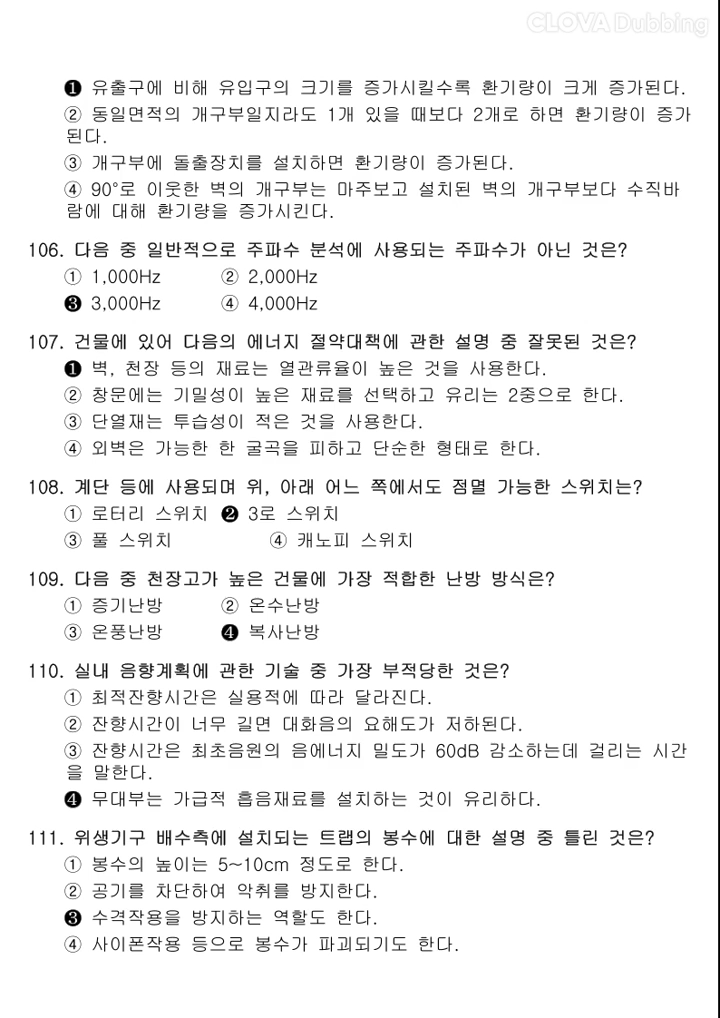 CLOVA Dubbing
❶ 유출구에 비해 유입구의 크기를 증가시킬수록 환기량이 크게 증가된다.
② 동일면적의 개구부일지라도 1개 있을 때보다 2개로 하면 환기량이 증가
된다.
③ 개구부에 돌출장치를 설치하면 환기량이 증가된다.
④ 90°로 이웃한 벽의 개구부는 마주보고 설치된 벽의 개구부보다 수직바
람에 대해 환기량을 증가시킨다.
106. 다음 중 일반적으로 주파수 분석에 사용되는 주파수가 아닌 것은?
① 1,000Hz ② 2,000Hz
❸ 3,000Hz ④ 4,000Hz
107. 건물에 있어 다음의 에너지 절약대책에 관한 설명 중 잘못된 것은?
❶ 벽, 천장 등의 재료는 열관류율이 높은 것을 사용한다.
② 창문에는 기밀성이 높은 재료를 선택하고 유리는 2중으로 한다.
③ 단열재는 투습성이 적은 것을 사용한다.
④ 외벽은 가능한 한 굴곡을 피하고 단순한 형태로 한다.
108. 계단 등에 사용되며 위, 아래 어느 쪽에서도 점멸 가능한 스위치는?
① 로터리 스위치 ❷ 3로 스위치
③ 풀 스위치 ④ 캐노피 스위치
109. 다음 중 천장고가 높은 건물에 가장 적합한 난방 방식은?
① 증기난방 ② 온수난방
③ 온풍난방 ❹ 복사난방
110. 실내 음향계획에 관한 기술 중 가장 부적당한 것은?
① 최적잔향시간은 실용적에 따라 달라진다.
② 잔향시간이 너무 길면 대화음의 요해도가 저하된다.
③ 잔향시간은 최초음원의 음에너지 밀도가 60dB 감소하는데 걸리는 시간
을 말한다.
❹ 무대부는 가급적 흡음재료를 설치하는 것이 유리하다.
111. 위생기구 배수측에 설치되는 트랩의 봉수에 대한 설명 중 틀린 것은?
① 봉수의 높이는 5~10cm 정도로 한다.
② 공기를 차단하여 악취를 방지한다.
❸ 수격작용을 방지하는 역할도 한다.
④ 사이폰작용 등으로 봉수가 파괴되기도 한다.